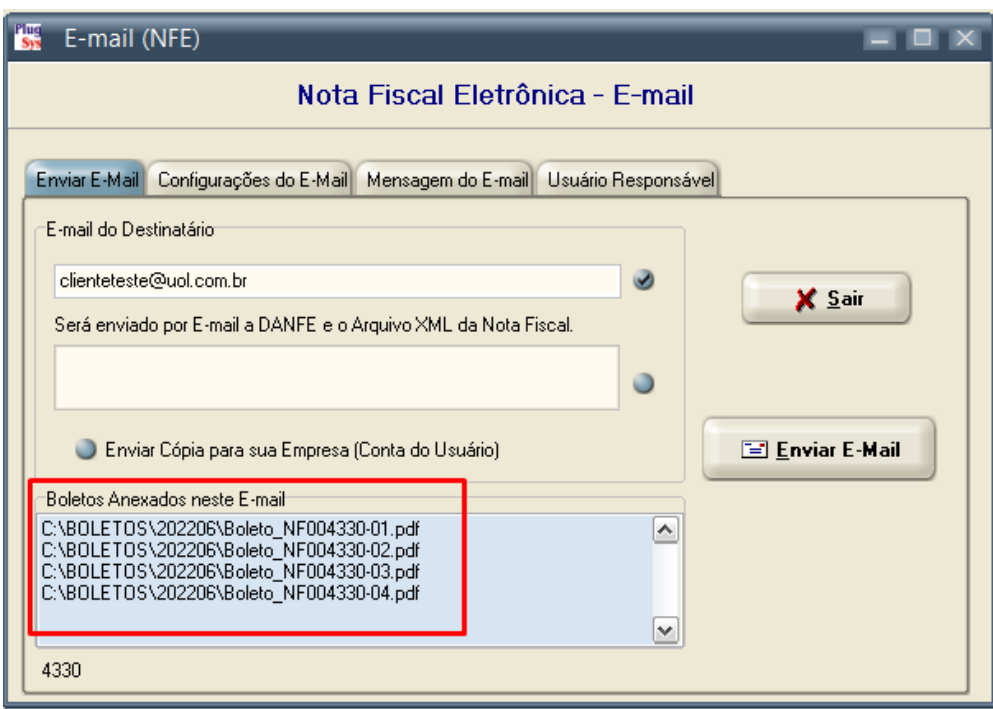 Plug
Sys
E-mail (NFE)
Nota Fiscal Eletrônica - E-mail
Enviar E-Mail
Configurações do E-Mail
Mensagem do E-mail
Usuário Responsável
E-mail do Destinatário
clienteteste@uol.com.br
Será enviado por E-mail a DANFE e o Arquivo XML da Nota Fiscal.
Sair
Enviar Cópia para sua Empresa (Conta do Usuário)
Enviar E-Mail
Boletos Anexados neste E-mail
C:\BOLETOS\202206\Boleto_NF004330-01.pdf
C:\BOLETOS\202206\Boleto_NF004330-02.pdf
C:\BOLETOS\202206\Boleto_NF004330-03.pdf
C:\BOLETOS\202206\Boleto_NF004330-04.pdf
4330